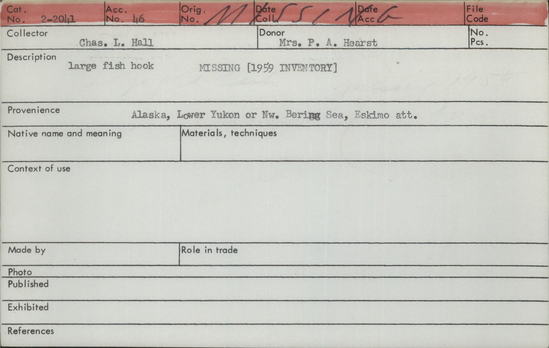 Cat. No. 2-2041 Acc. No. 46 Orig. No. Date Coll. Date Acc. File Code
MISSING
Collector Chas. L. Hall Donor Mrs. P. A. Hearst No. Pcs.
Description large fish hook MISSING [1959 INVENTORY]
Provenience Alaska, Lower Yukon or Nw. Bering Sea, Eskimo att.
Native name and meaning Materials, techniques
Context of use
Made by Role in trade
Photo
Published
Exhibited
References